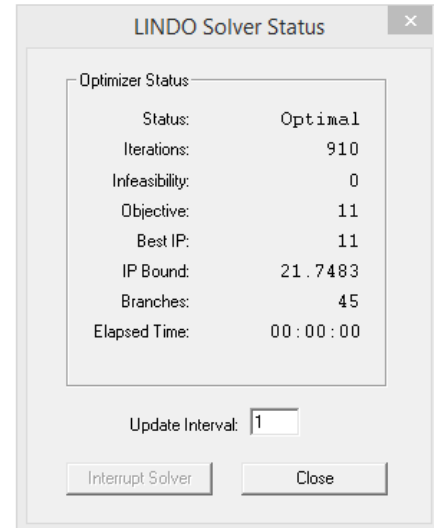 LINDO Solver Status
×
Optimizer Status
Status: Optimal
Iterations: 910
Infeasibility: 0
Objective: 11
Best IP: 11
IP Bound: 21.7483
Branches: 45
Elapsed Time: 00:00:00
Update Interval: 1
Interrupt Solver Close